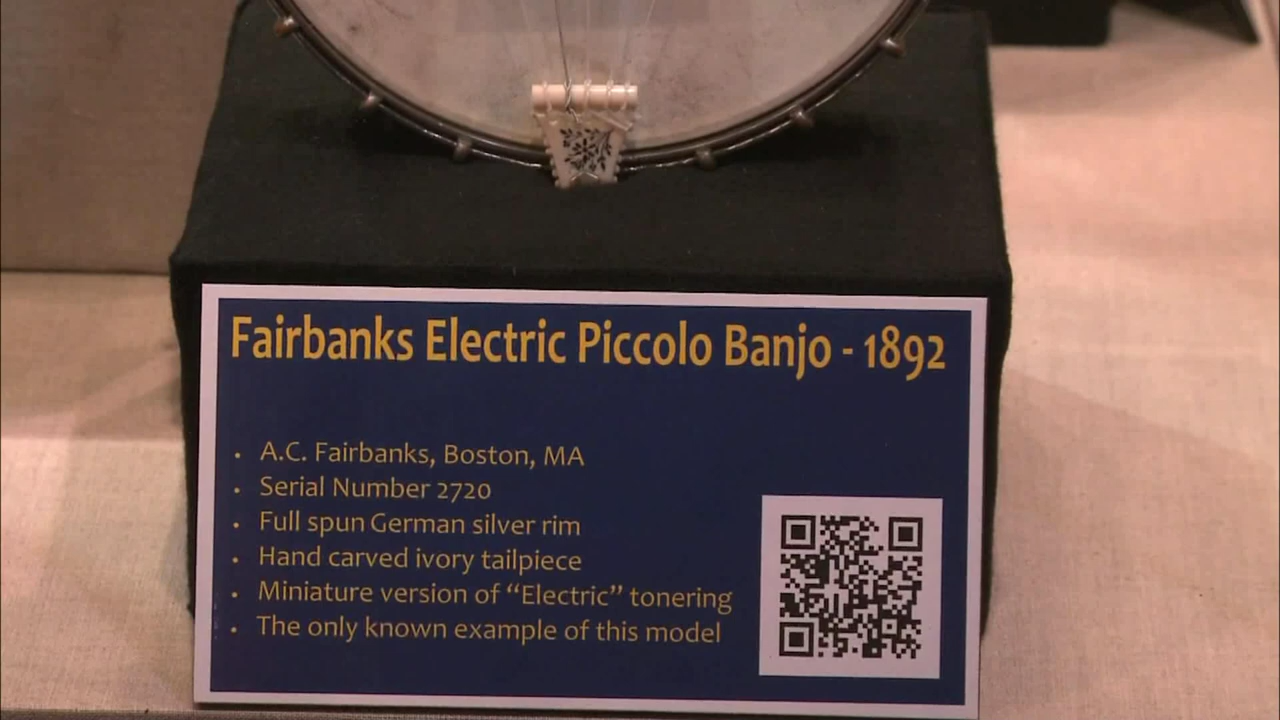 Fairbanks Electric Piccolo Banjo - 1892
• A.C. Fairbanks, Boston, MA
• Serial Number 2720
• Full spun German silver rim
• Hand carved ivory tailpiece
• Miniature version of “Electric” tonering
• The only known example of this model